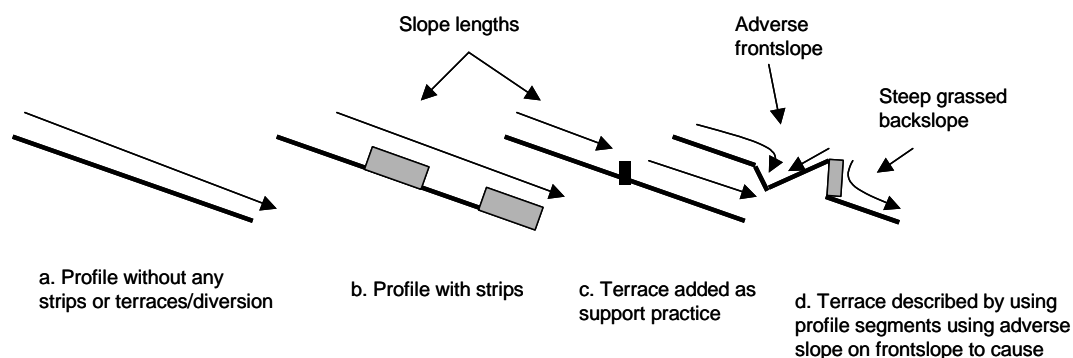 Slope lengths
Adverse
frontslope
Steep grassed
backslope
a. Profile without any
strips or terraces/diversion
b. Profile with strips
c. Terrace added as
support practice
d. Terrace described by using
profile segments using adverse
slope on frontslope to cause